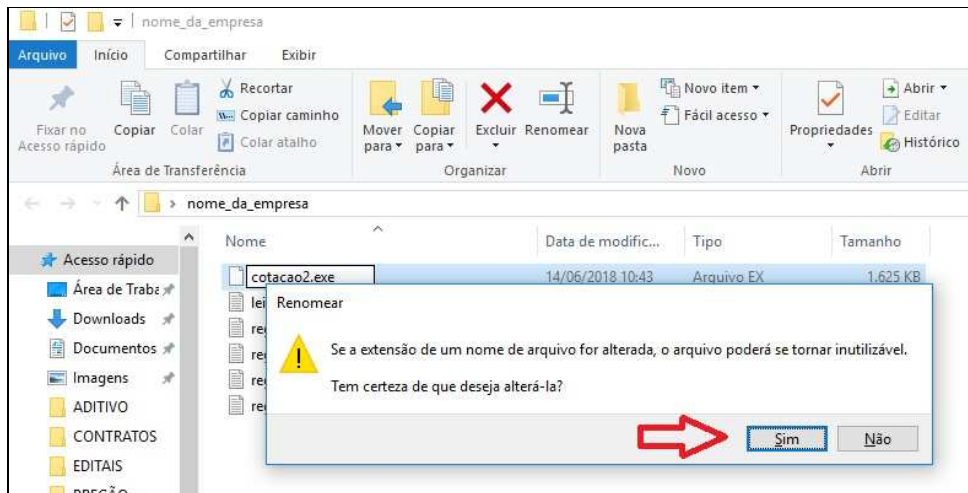 nome_da_empresa
Arquivo Início Compartilhar Exibir
Fixar no Acesso rápido
Copiar
Colar
Recortar
Copiar caminho
Colar atalho
Área de Transferência
Mover para
Copiar para
Excluir
Renomear
Organizar
Nova pasta
Novo item
Fácil acesso
Novo
Propriedades
Abrir
Editar
Histórico
Abrir
nome_da_empresa
Nome Data de modific... Tipo Tamanho
Acesso rápido
Área de Traba
Downloads
Documentos
Imagens
ADITIVO
CONTRATOS
EDITAIS
cotacao2.exe 14/06/2018 10:43 Arquivo EX 1.625 KB
Renomear
Se a extensão de um nome de arquivo for alterada, o arquivo poderá se tornar inutilizável.
Tem certeza de que deseja alterá-la?
Sim Não